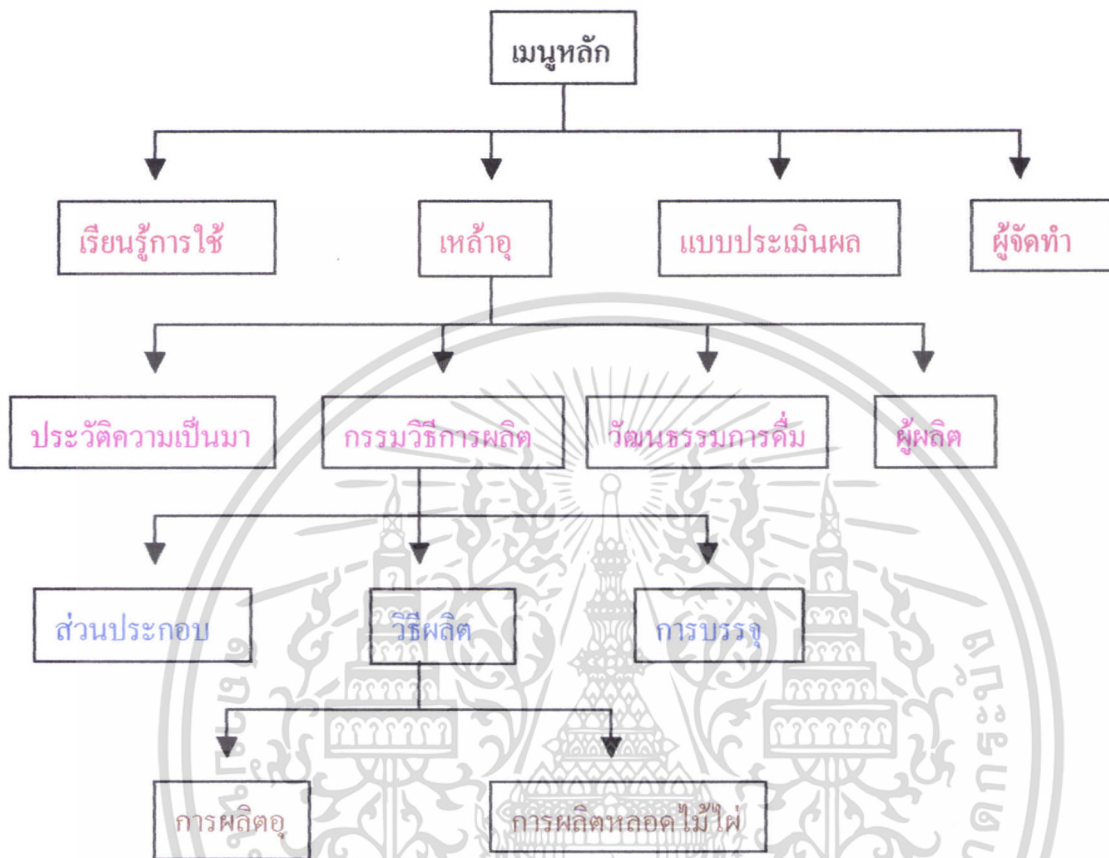 เมนูหลัก
เรียนรู้การใช้ เหล้าอุ แบบประเมินผล ผู้จัดทำ
ประวัติความเป็นมา กรรมวิธีการผลิต วัฒนธรรมการดื่ม ผู้ผลิต
ส่วนประกอบ วิธีผลิต การบรรจุ
การผลิตอุ การผลิตหลอดไม้ไผ่